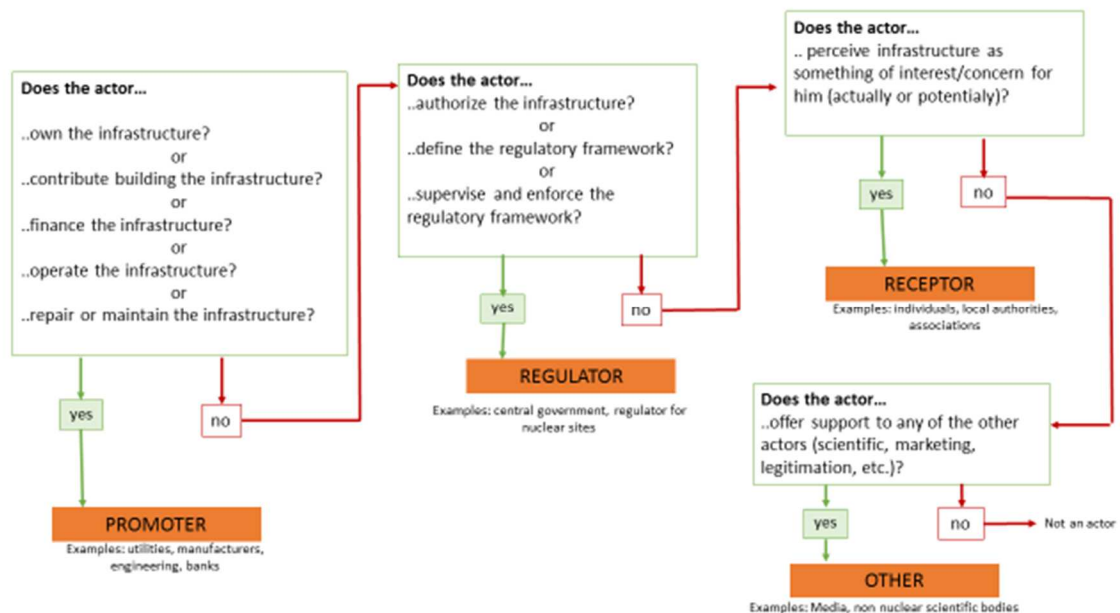 Does the actor...
..own the infrastructure?
or
..contribute building the infrastructure?
or
..finance the infrastructure?
or
..operate the infrastructure?
or
..repair or maintain the infrastructure?
yes
no
PROMOTER
Examples: utilities, manufacturers,
engineering, banks
Does the actor...
..authorize the infrastructure?
or
..define the regulatory framework?
or
..supervise and enforce the
regulatory framework?
yes
no
REGULATOR
Examples: central government, regulator for
nuclear sites
Does the actor...
.. perceive infrastructure as
something of interest/concern for
him (actually or potentialy)?
yes
no
RECEPTOR
Examples: individuals, local authorities,
associations
Does the actor...
..offer support to any of the other
actors (scientific, marketing,
legitimation, etc.)?
yes
no
Not an actor
OTHER
Examples: Media, non nuclear scientific bodies